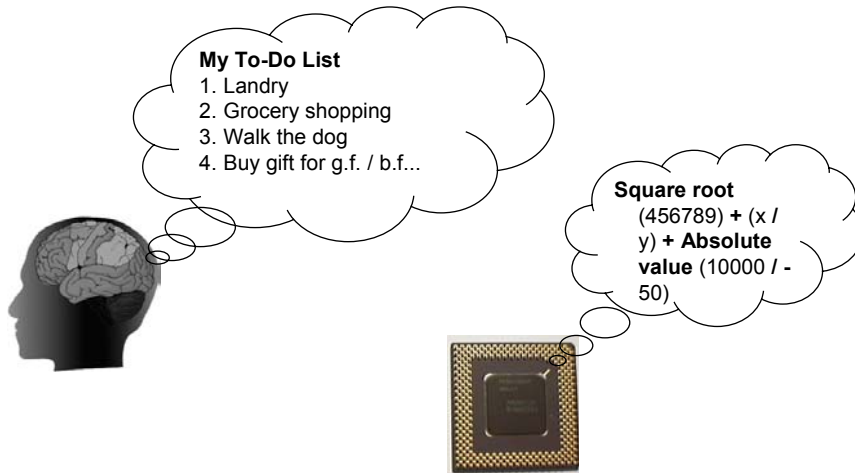 My To-Do List
1. Landry
2. Grocery shopping
3. Walk the dog
4. Buy gift for g.f. / b.f...
Square root
(456789) + (x /
y) + Absolute
value (10000 / -
50)